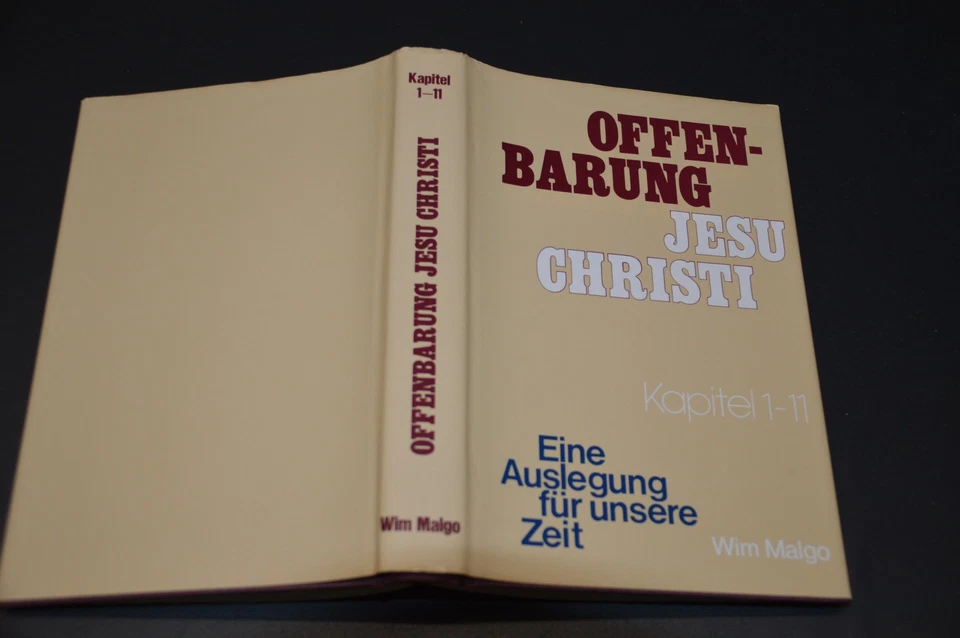 Kapitel
1—11
OFFENBARUNG JESU CHRISTI
Wim Malgo
OFFEN-
BARUNG
JESU
CHRISTI
Kapitel 1-11
Eine
Auslegung
für unsere
Zeit
Wim Malgo